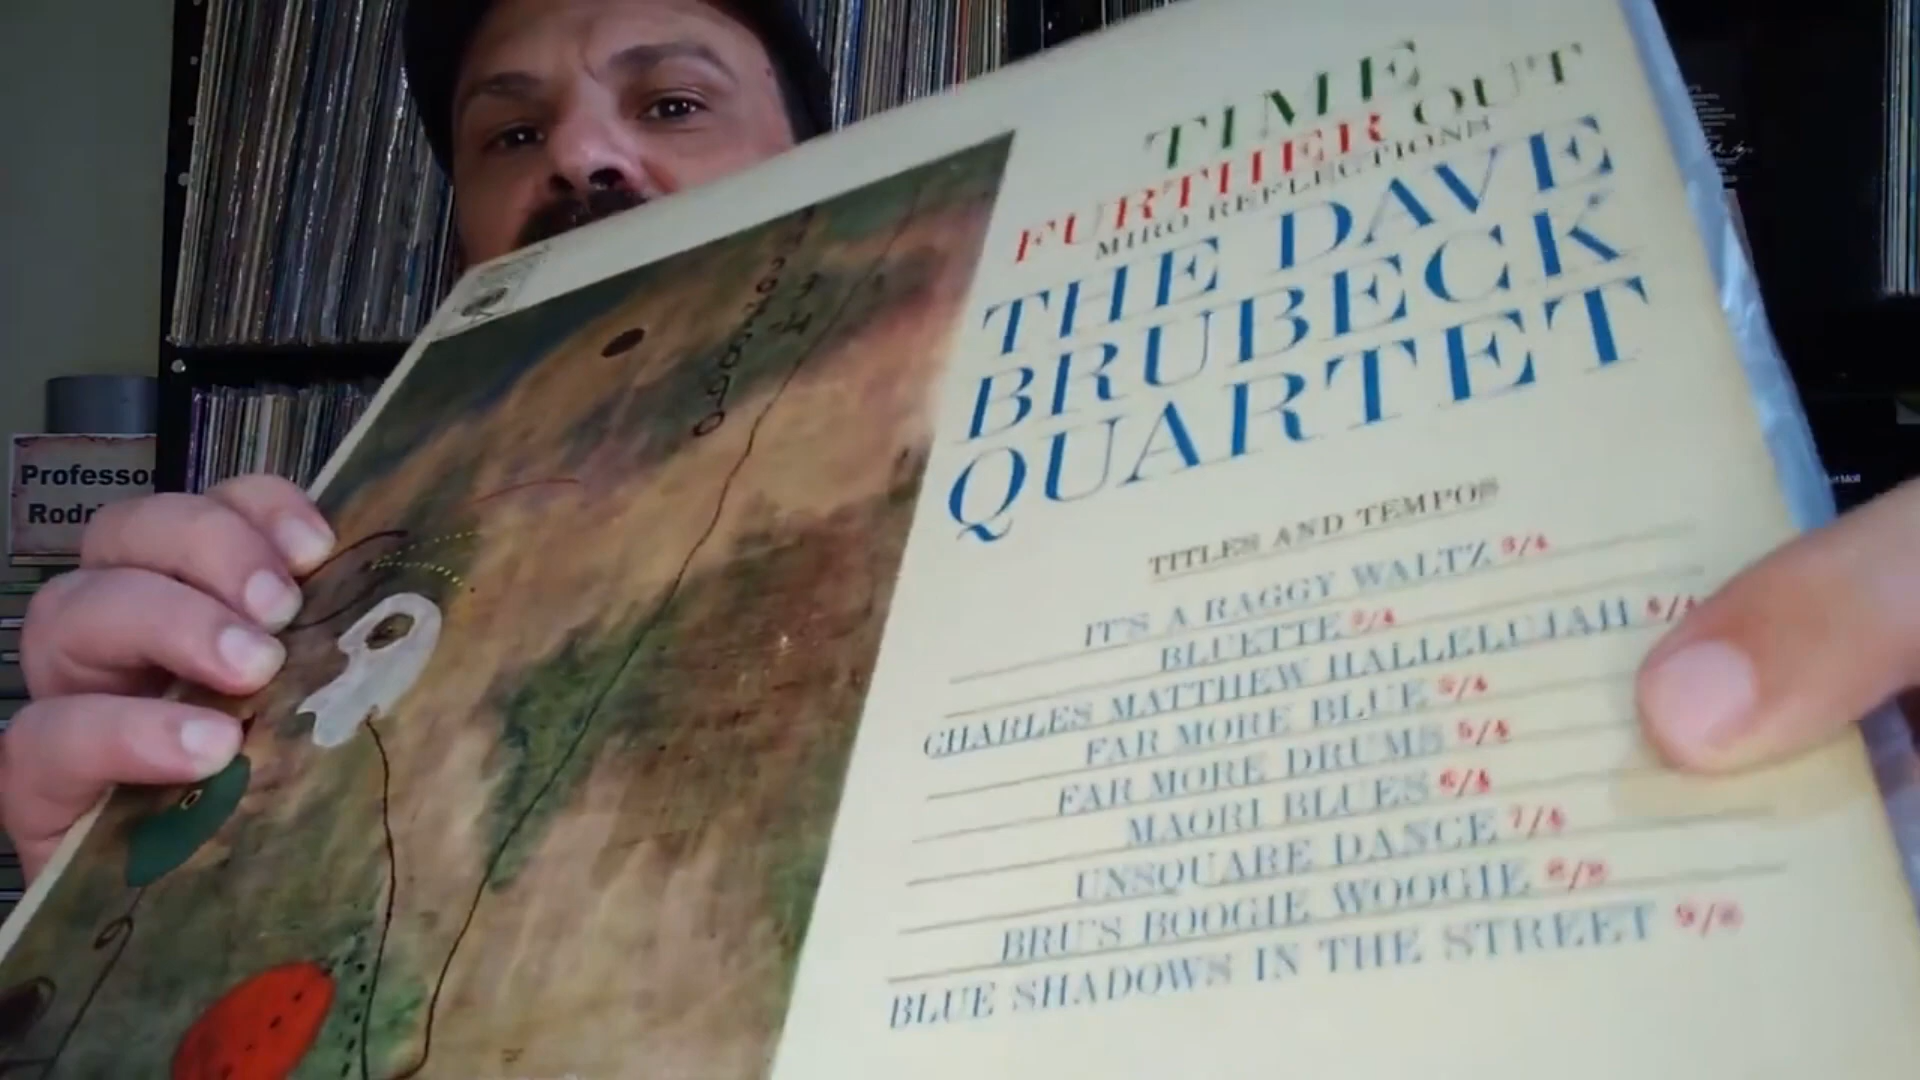 TIME
FURTHER OUT
MIRO REFLECTIONS
THE DAVE
BRUBECK
QUARTET
TITLES AND TEMPOS
IT'S A RAGGY WALTZ 3/4
BLUETTE 3/4
CHARLES MATTHEW HALLELUJAH 4/4
FAR MORE BLUE 5/4
FAR MORE DRUMS 5/4
MAORI BLUES 6/4
UNSQUARE DANCE 7/4
BRU'S BOOGIE WOOGIE 8/8
BLUE SHADOWS IN THE STREET 9/8
Professor